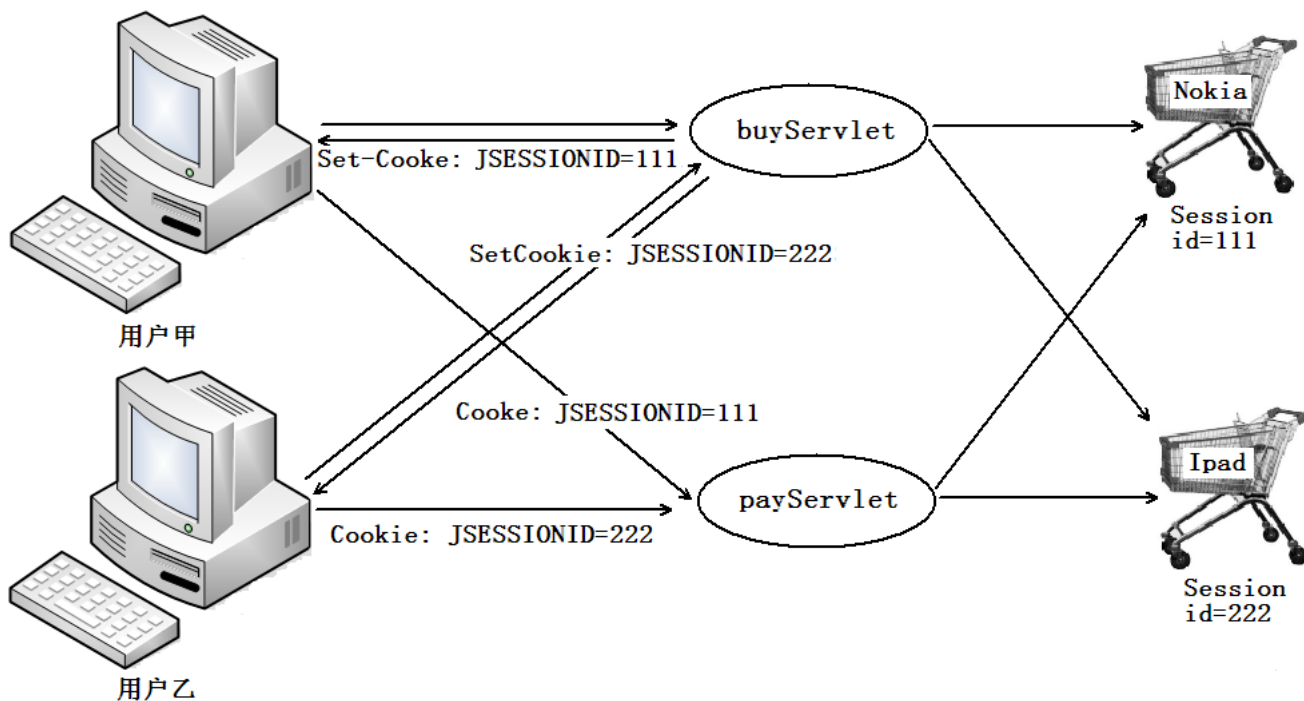 Nokia
buyServlet
Set-Cooke: JSESSIONID=111
Session
id=111
SetCookie: JSESSIONID=222
用户甲
Cooke: JSESSIONID=111
Ipad
payServlet
Cookie: JSESSIONID=222
Session
id=222
用户乙